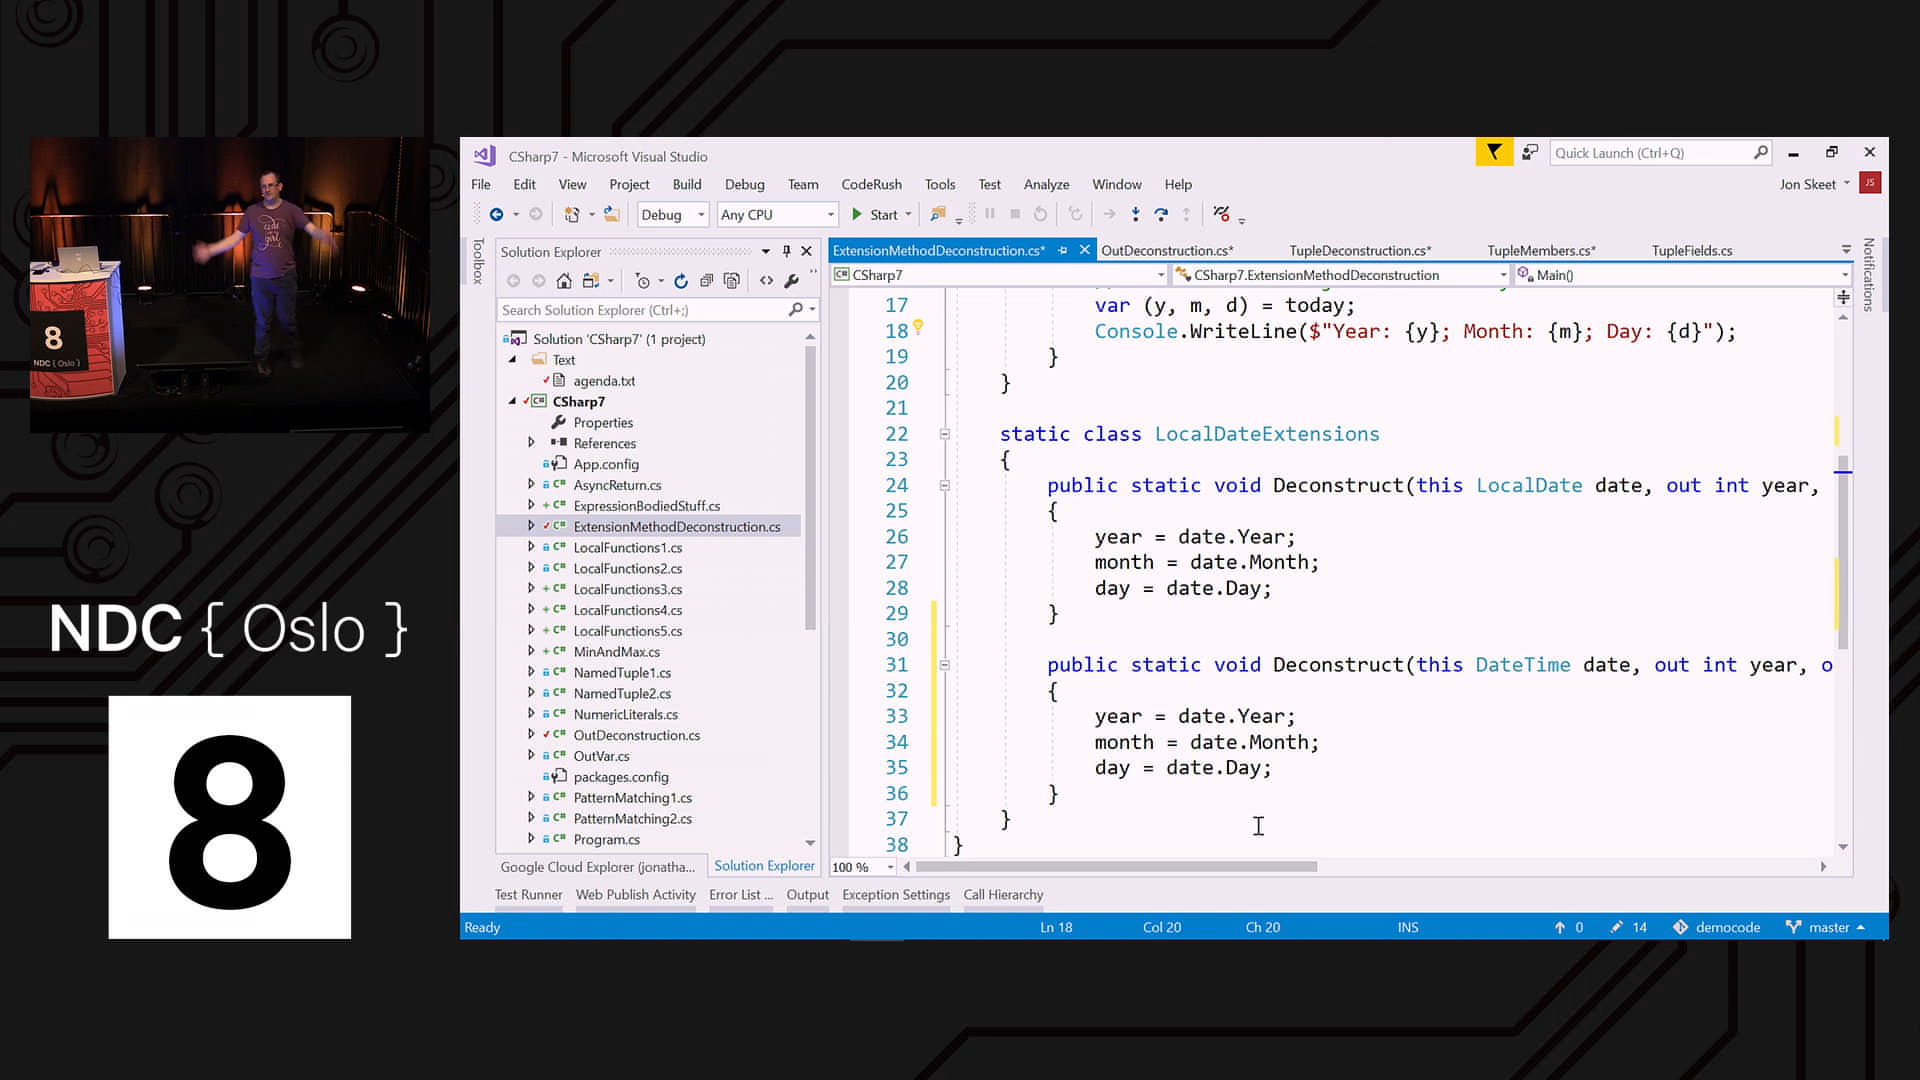 8
NDC { Oslo }
NDC { Oslo }
8
CSharp7 - Microsoft Visual Studio
Quick Launch (Ctrl+Q)
File Edit View Project Build Debug Team CodeRush Tools Test Analyze Window Help
Jon Skeet JS
Debug Any CPU Start
Toolbox
Solution Explorer
Search Solution Explorer (Ctrl+;)
Solution 'CSharp7' (1 project)
Text
agenda.txt
CSharp7
Properties
References
App.config
AsyncReturn.cs
ExpressionBodiedStuff.cs
ExtensionMethodDeconstruction.cs
LocalFunctions1.cs
LocalFunctions2.cs
LocalFunctions3.cs
LocalFunctions4.cs
LocalFunctions5.cs
MinAndMax.cs
NamedTuple1.cs
NamedTuple2.cs
NumericLiterals.cs
OutDeconstruction.cs
OutVar.cs
packages.config
PatternMatching1.cs
PatternMatching2.cs
Program.cs
Google Cloud Explorer (jonatha... Solution Explorer
ExtensionMethodDeconstruction.cs* OutDeconstruction.cs* TupleDeconstruction.cs* TupleMembers.cs* TupleFields.cs
CSharp7 CSharp7.ExtensionMethodDeconstruction Main()
Notifications
17 var (y, m, d) = today;
18 Console.WriteLine($"Year: {y}; Month: {m}; Day: {d}");
19 }
20 }
21
22 static class LocalDateExtensions
23 {
24 public static void Deconstruct(this LocalDate date, out int year,
25 {
26 year = date.Year;
27 month = date.Month;
28 day = date.Day;
29 }
30
31 public static void Deconstruct(this DateTime date, out int year, o
32 {
33 year = date.Year;
34 month = date.Month;
35 day = date.Day;
36 }
37 }
38 }
100 %
Test Runner Web Publish Activity Error List ... Output Exception Settings Call Hierarchy
Ready Ln 18 Col 20 Ch 20 INS 0 14 democode master